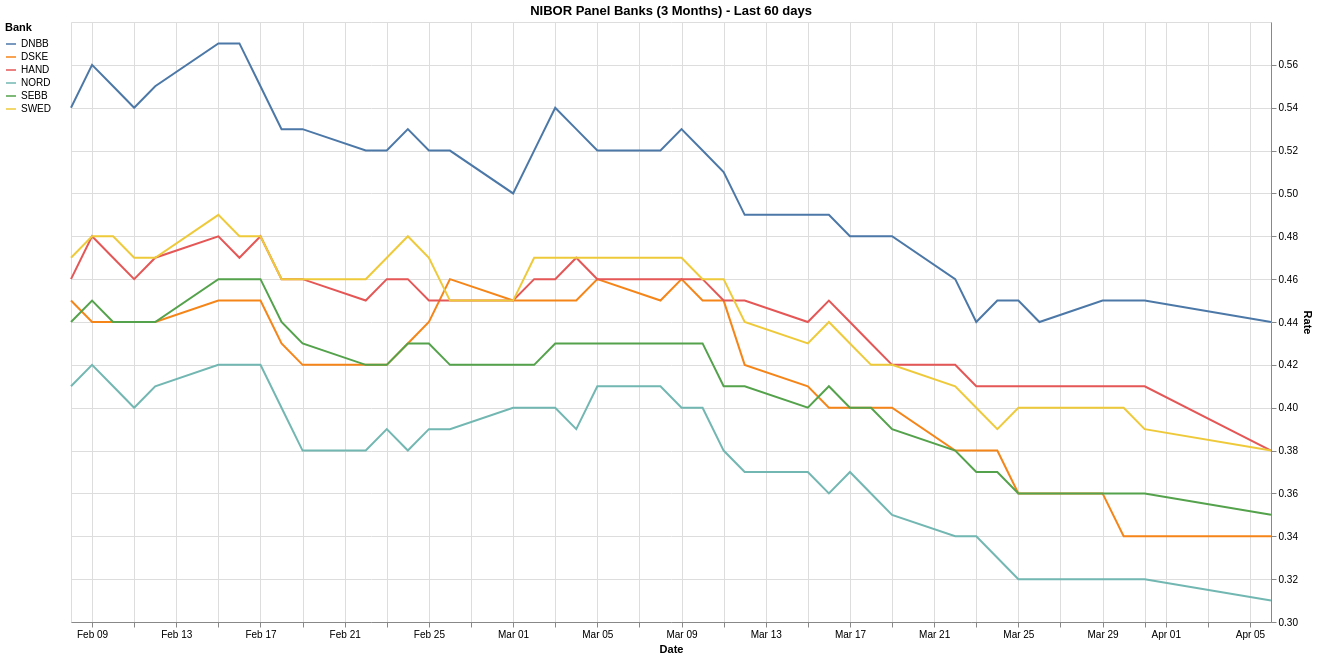 NIBOR Panel Banks (3 Months) - Last 60 days
Bank
DNBB
DSKE
HAND
NORD
SEBB
SWED
0.56
0.54
0.52
0.50
0.48
0.46
0.44
0.42
0.40
0.38
0.36
0.34
0.32
0.30
Rate
Feb 09 Feb 13 Feb 17 Feb 21 Feb 25 Mar 01 Mar 05 Mar 09 Mar 13 Mar 17 Mar 21 Mar 25 Mar 29 Apr 01 Apr 05
Date